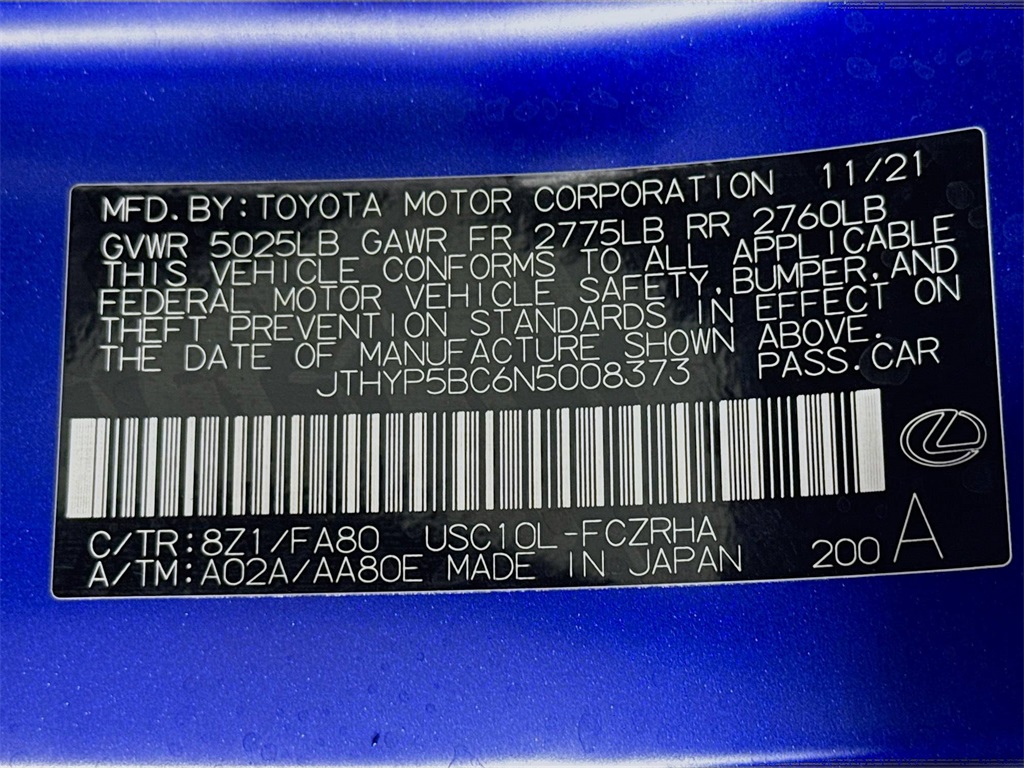 MFD.BY:TOYOTA MOTOR CORPORATION 11/21
GVWR 5025LB GAWR FR 2775LB RR 2760LB
THIS VEHICLE CONFORMS TO ALL APPLICABLE
FEDERAL MOTOR VEHICLE SAFETY,BUMPER,AND
THEFT PREVENTION STANDARDS IN EFFECT ON
THE DATE OF MANUFACTURE SHOWN ABOVE.
JTHYP5BC6N5008373 PASS.CAR
C/TR:8Z1/FA80 USC10L-FCZRHA
A/TM:A02A/AA80E MADE IN JAPAN 200 A